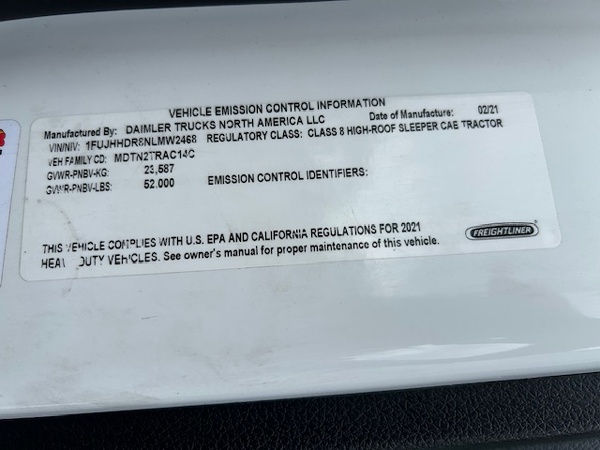 VEHICLE EMISSION CONTROL INFORMATION
Manufactured By: DAIMLER TRUCKS NORTH AMERICA LLC Date of Manufacture: 02/21
VIN/NIV: 1FUJHHDR8NLMW2468 REGULATORY CLASS: CLASS 8 HIGH-ROOF SLEEPER CAB TRACTOR
VEH FAMILY CD: MDTN2TRAC14C
GVWR-PNBV-KG: 23,587
GVWR-PNBV-LBS: 52,000 EMISSION CONTROL IDENTIFIERS:
THIS VEHICLE COMPLIES WITH U.S. EPA AND CALIFORNIA REGULATIONS FOR 2021
HEAVY DUTY VEHICLES. See owner's manual for proper maintenance of this vehicle.
FREIGHTLINER